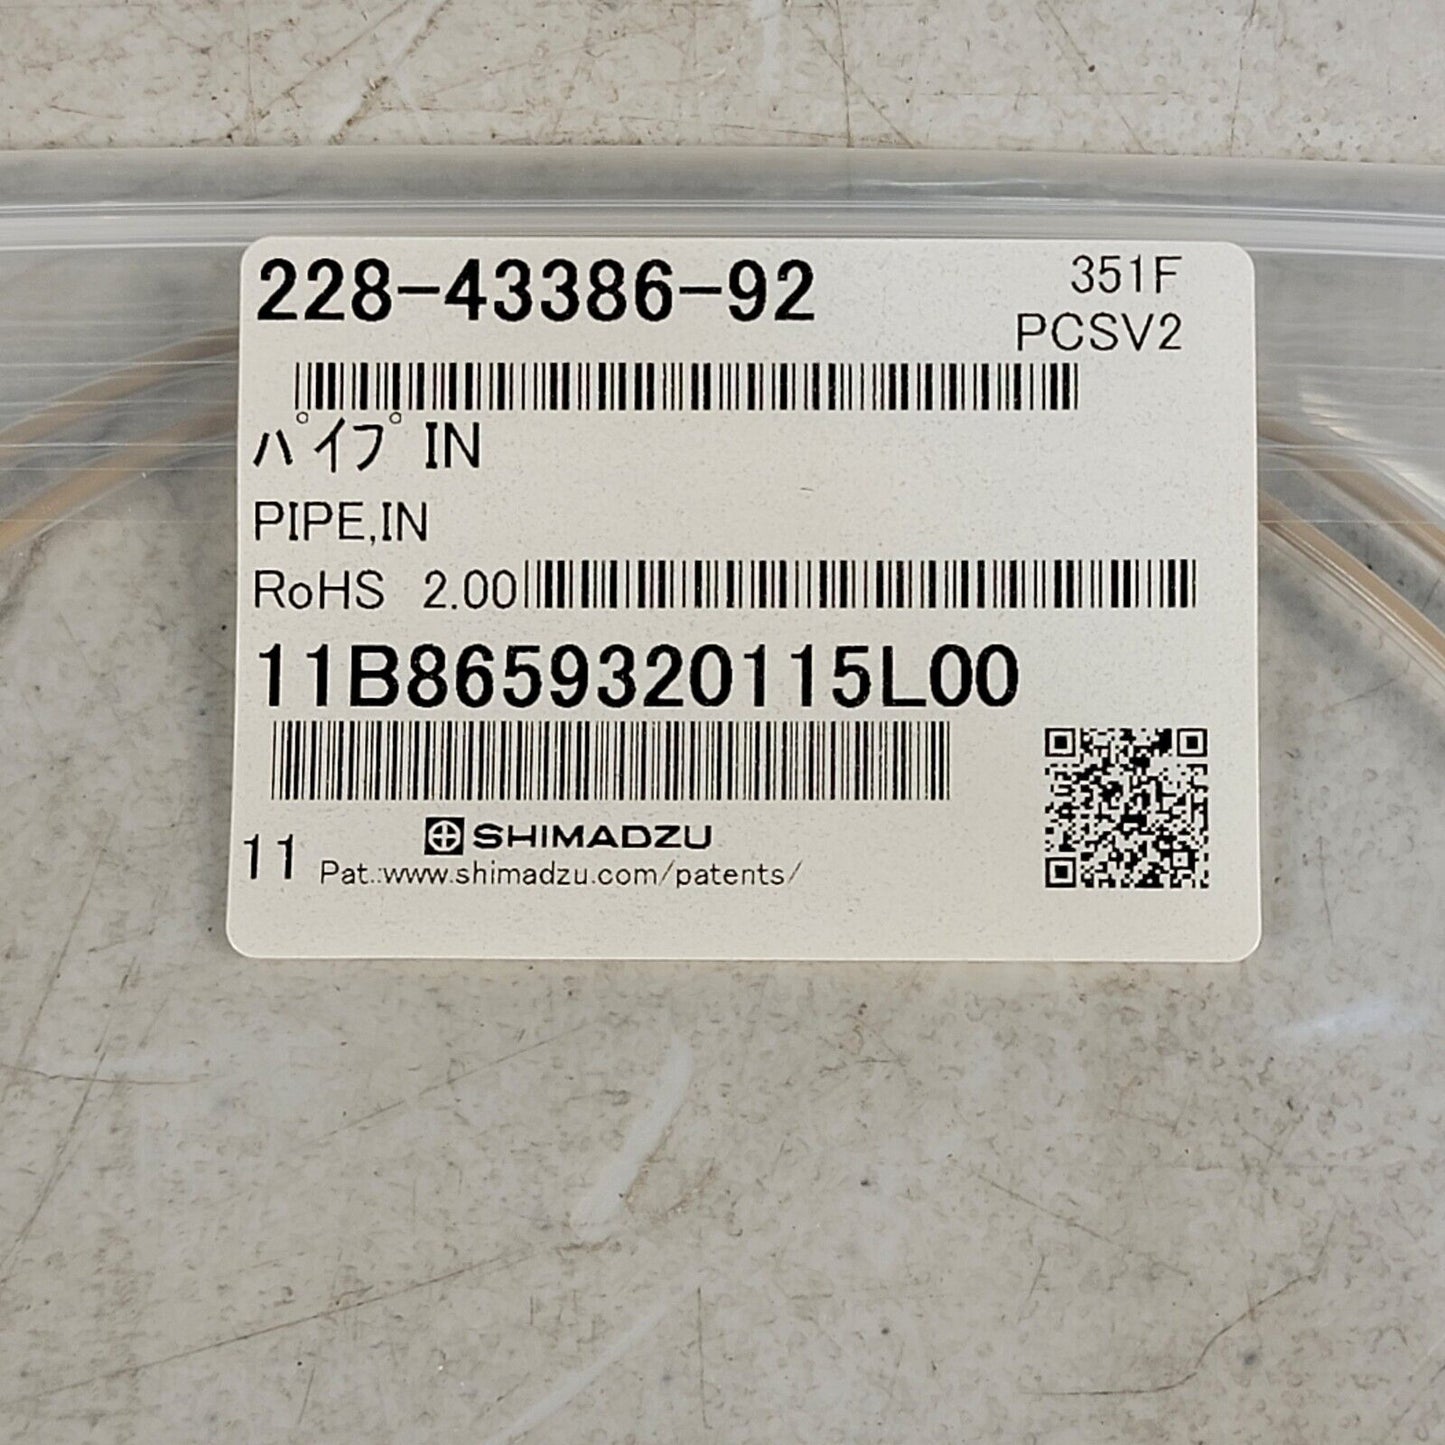 228-43386-92
351F
PCSV2
ﾊﾟｲﾌﾟ IN
PIPE,IN
RoHS 2.00
11B8659320115L00
SHIMADZU
11 Pat.:www.shimadzu.com/patents/